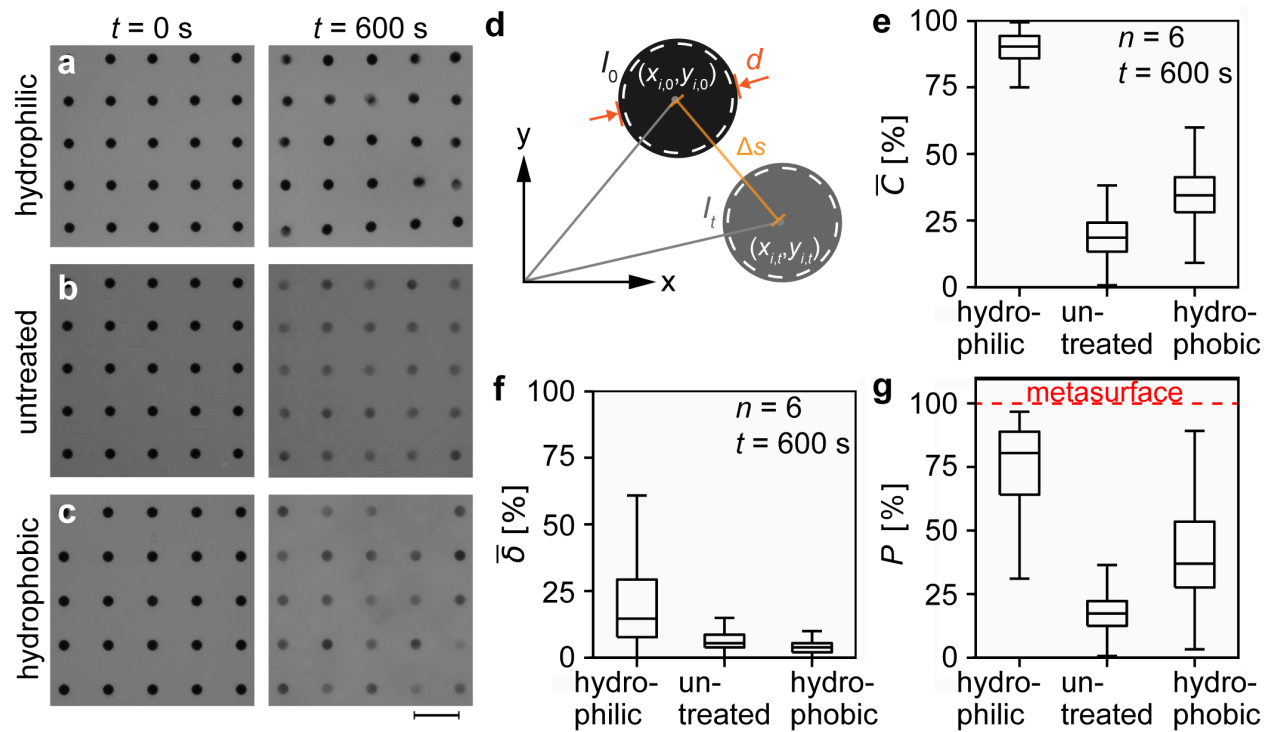 t = 0 s
t = 600 s
a
hydrophilic
b
untreated
c
hydrophobic
d
I0
(xi,0,yi,0)
d
y
Δs
It
(xi,t,yi,t)
x
e
100
75
50
25
0
C̅ [%]
n = 6
t = 600 s
hydro-
philic
un-
treated
hydro-
phobic
f
100
75
50
25
0
δ̅ [%]
n = 6
t = 600 s
hydro-
philic
un-
treated
hydro-
phobic
g
metasurface
100
75
50
25
0
P [%]
hydro-
philic
un-
treated
hydro-
phobic